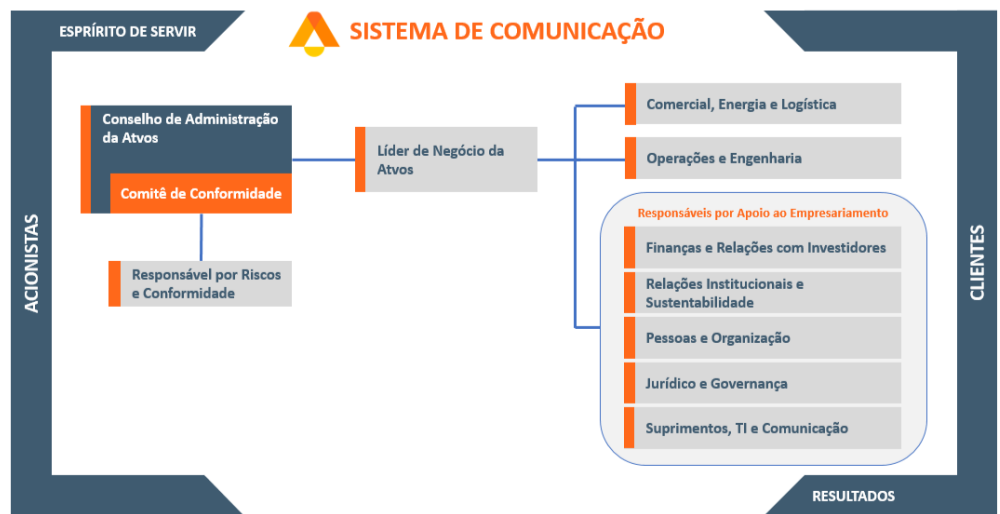 ESPRÍRITO DE SERVIR
SISTEMA DE COMUNICAÇÃO
ACIONISTAS
Conselho de Administração
da Atvos
Comitê de Conformidade
Responsável por Riscos
e Conformidade
Líder de Negócio da
Atvos
Comercial, Energia e Logística
Operações e Engenharia
Responsáveis por Apoio ao Empresariamento
Finanças e Relações com Investidores
Relações Institucionais e
Sustentabilidade
Pessoas e Organização
Jurídico e Governança
Suprimentos, TI e Comunicação
CLIENTES
RESULTADOS